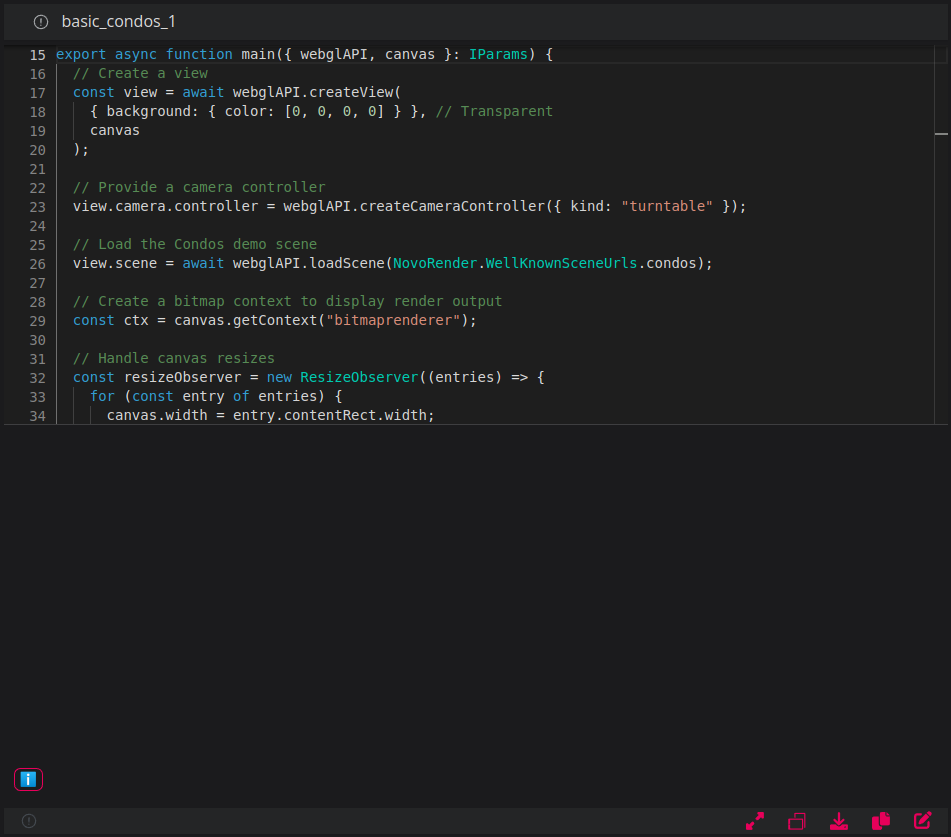 basic_condos_1
15 export async function main({ webglAPI, canvas }: IParams) {
16 // Create a view
17 const view = await webglAPI.createView(
18 { background: { color: [0, 0, 0, 0] } }, // Transparent
19 canvas
20 );
21
22 // Provide a camera controller
23 view.camera.controller = webglAPI.createCameraController({ kind: "turntable" });
24
25 // Load the Condos demo scene
26 view.scene = await webglAPI.loadScene(NovoRender.WellKnownSceneUrls.condos);
27
28 // Create a bitmap context to display render output
29 const ctx = canvas.getContext("bitmaprenderer");
30
31 // Handle canvas resizes
32 const resizeObserver = new ResizeObserver((entries) => {
33 for (const entry of entries) {
34 canvas.width = entry.contentRect.width;